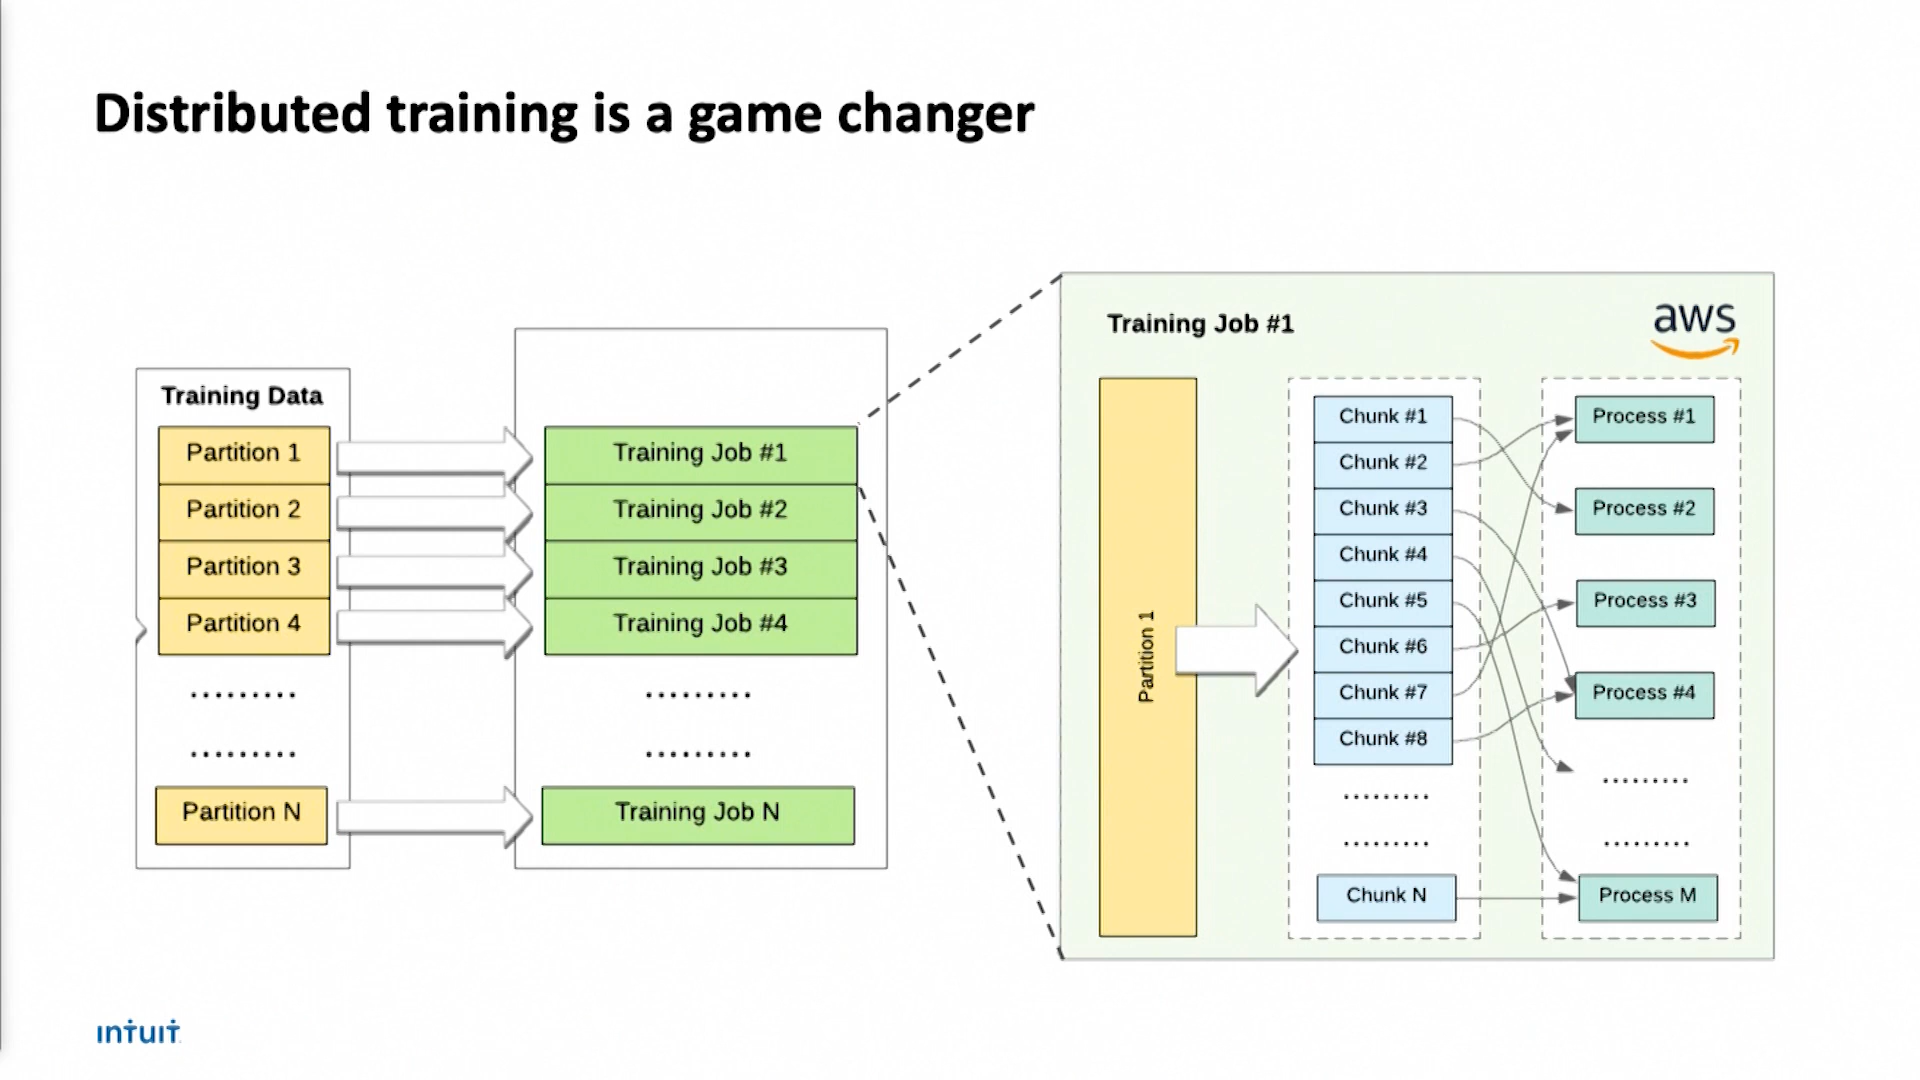 Distributed training is a game changer
Training Data
Partition 1
Partition 2
Partition 3
Partition 4
.........
.........
Partition N
Training Job #1
Training Job #2
Training Job #3
Training Job #4
.........
.........
Training Job N
Training Job #1
aws
Partition 1
Chunk #1
Chunk #2
Chunk #3
Chunk #4
Chunk #5
Chunk #6
Chunk #7
Chunk #8
.........
.........
Chunk N
Process #1
Process #2
Process #3
Process #4
.........
.........
Process M
intuit